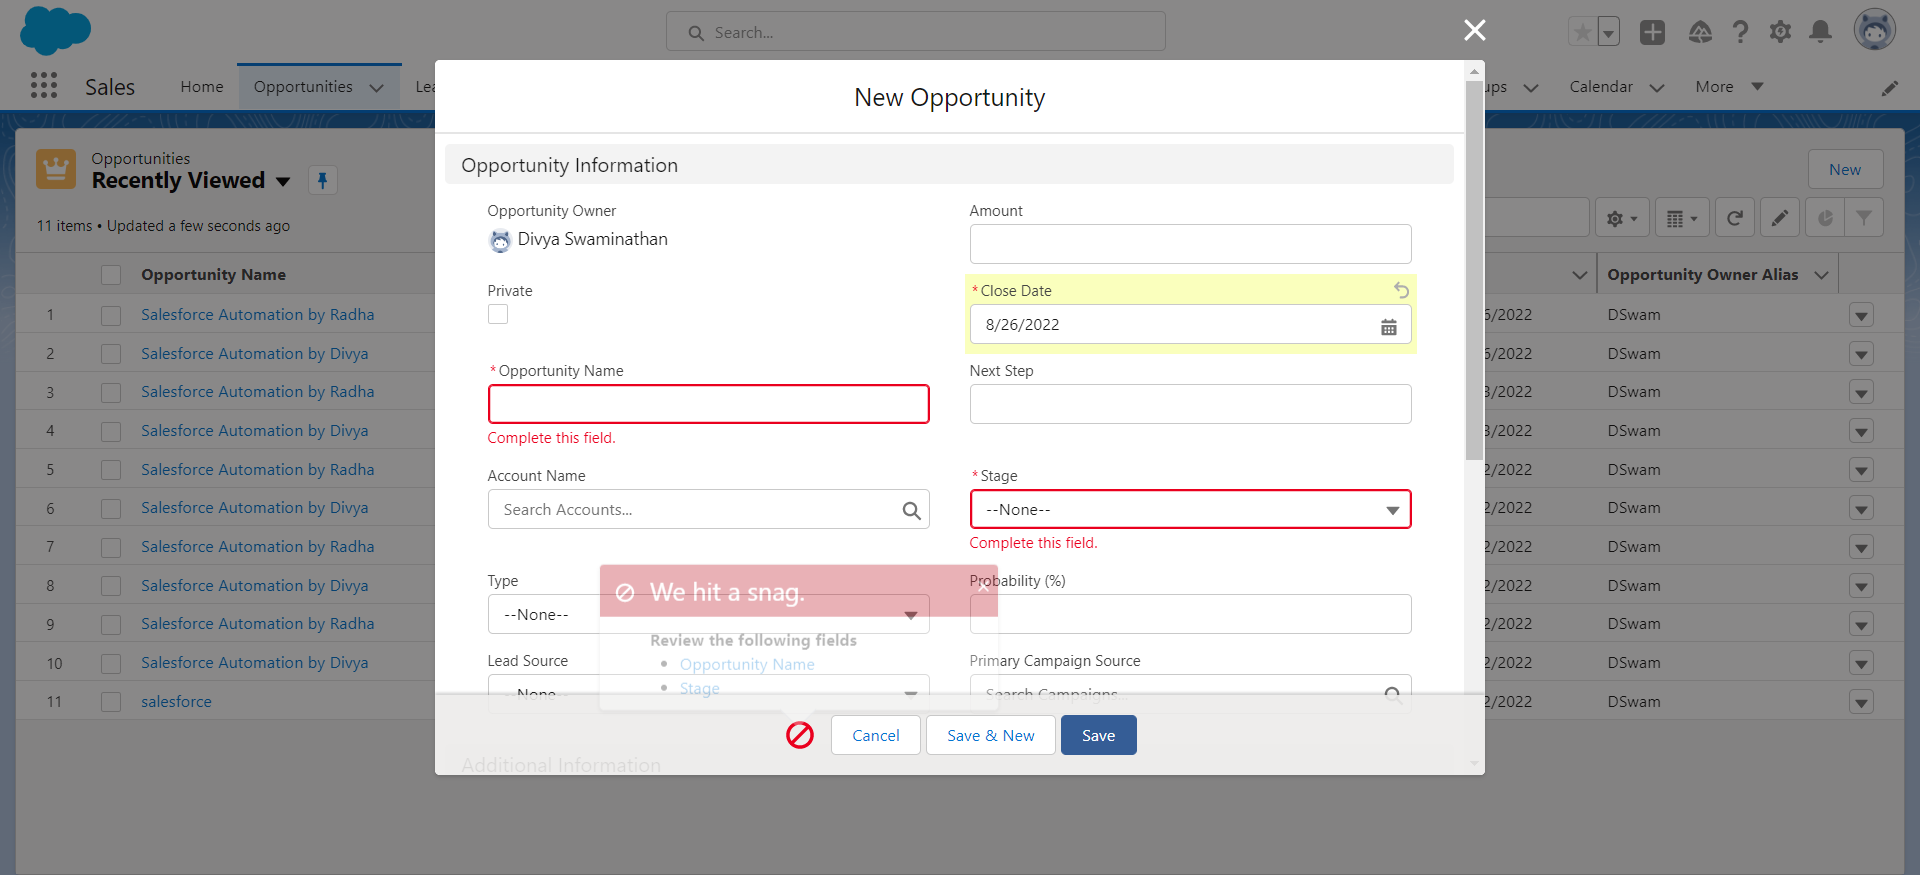 Search...
Sales
Home
Opportunities
Lea
ups
Calendar
More
New Opportunity
Opportunities
Recently Viewed
New
11 items • Updated a few seconds ago
Opportunity Name
Opportunity Owner Alias
1 Salesforce Automation by Radha 6/2022 DSwam
2 Salesforce Automation by Divya 6/2022 DSwam
3 Salesforce Automation by Radha 3/2022 DSwam
4 Salesforce Automation by Divya 3/2022 DSwam
5 Salesforce Automation by Radha 2/2022 DSwam
6 Salesforce Automation by Divya 2/2022 DSwam
7 Salesforce Automation by Radha 2/2022 DSwam
8 Salesforce Automation by Divya 2/2022 DSwam
9 Salesforce Automation by Radha 2/2022 DSwam
10 Salesforce Automation by Divya 2/2022 DSwam
11 salesforce 2/2022 DSwam
Opportunity Information
Opportunity Owner
Divya Swaminathan
Amount
Private
*Close Date
8/26/2022
*Opportunity Name
Complete this field.
Next Step
Account Name
Search Accounts...
*Stage
--None--
Complete this field.
Type
--None--
Probability (%)
Lead Source
--None--
Primary Campaign Source
Search Campaigns...
We hit a snag.
Review the following fields
• Opportunity Name
• Stage
Cancel
Save & New
Save
Additional Information